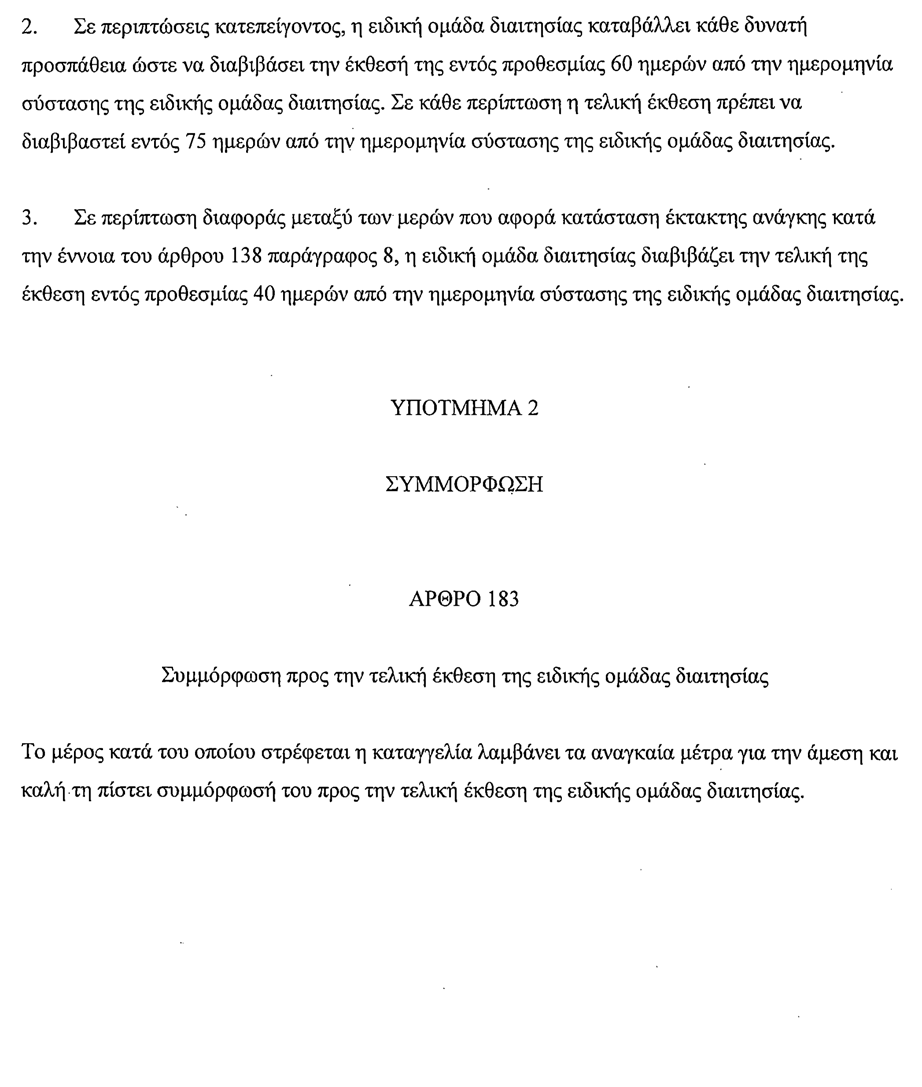 2. Σε περιπτώσεις κατεπείγοντος, η ειδική ομάδα διαιτησίας καταβάλλει κάθε δυνατή
προσπάθεια ώστε να διαβιβάσει την έκθεσή της εντός προθεσμίας 60 ημερών από την ημερομηνία
σύστασης της ειδικής ομάδας διαιτησίας. Σε κάθε περίπτωση η τελική έκθεση πρέπει να
διαβιβαστεί εντός 75 ημερών από την ημερομηνία σύστασης της ειδικής ομάδας διαιτησίας.
3. Σε περίπτωση διαφοράς μεταξύ των μερών που αφορά κατάσταση έκτακτης ανάγκης κατά
την έννοια του άρθρου 138 παράγραφος 8, η ειδική ομάδα διαιτησίας διαβιβάζει την τελική της
έκθεση εντός προθεσμίας 40 ημερών από την ημερομηνία σύστασης της ειδικής ομάδας διαιτησίας.
ΥΠΟΤΜΗΜΑ 2
ΣΥΜΜΟΡΦΩΣΗ
ΑΡΘΡΟ 183
Συμμόρφωση προς την τελική έκθεση της ειδικής ομάδας διαιτησίας
Το μέρος κατά του οποίου στρέφεται η καταγγελία λαμβάνει τα αναγκαία μέτρα για την άμεση και
καλή τη πίστει συμμόρφωσή του προς την τελική έκθεση της ειδικής ομάδας διαιτησίας.